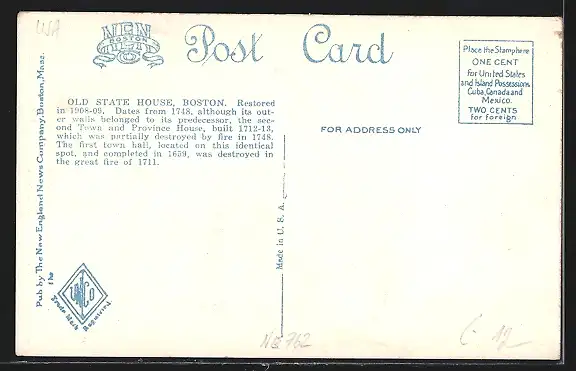 USA
NEN
BOSTON
Post Card
Place the Stamp here
ONE CENT
for United States
and Island Possessions
Cuba, Canada and
Mexico.
TWO CENTS
for foreign
FOR ADDRESS ONLY
OLD STATE HOUSE, BOSTON. Restored
in 1908-09. Dates from 1748, although its out-
er walls belonged to its predecessor, the sec-
ond Town and Province House, built 1712-13,
which was partially destroyed by fire in 1748.
The first town hall, located on this identical
spot, and completed in 1659, was destroyed in
the great fire of 1711.
Pub by The New England News Company, Boston, Mass.
Made in U. S. A.
The
Trade Mark
Registered
762